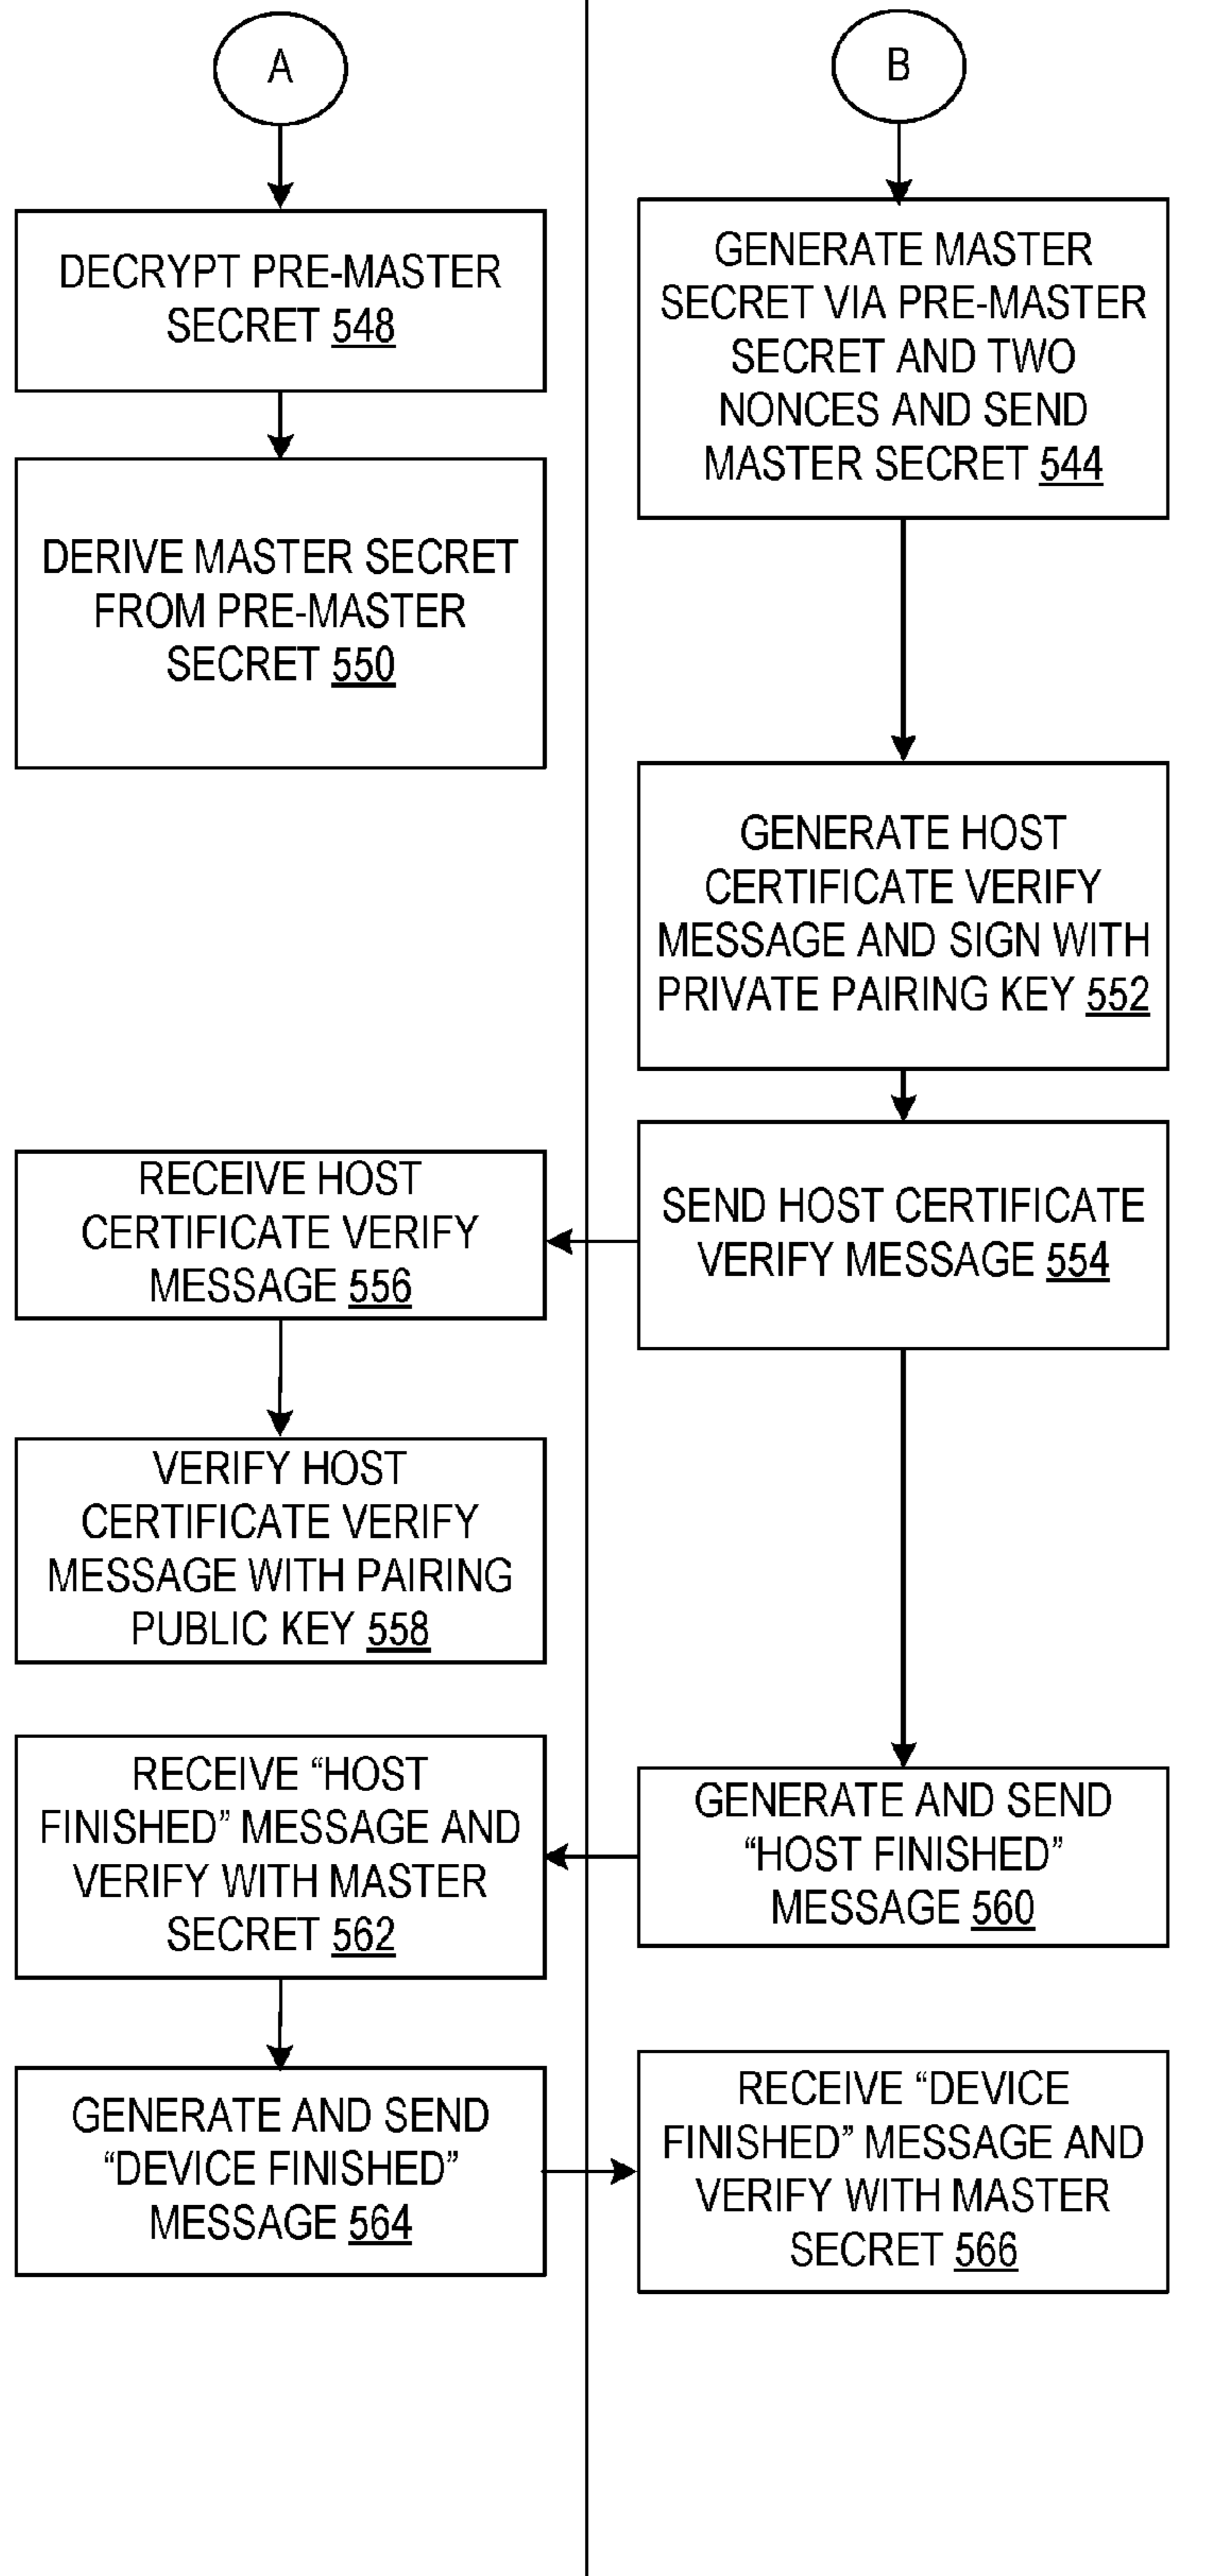 A
DECRYPT PRE-MASTER
SECRET 548
DERIVE MASTER SECRET
FROM PRE-MASTER
SECRET 550
RECEIVE HOST
CERTIFICATE VERIFY
MESSAGE 556
VERIFY HOST
CERTIFICATE VERIFY
MESSAGE WITH PAIRING
PUBLIC KEY 558
RECEIVE “HOST
FINISHED” MESSAGE AND
VERIFY WITH MASTER
SECRET 562
GENERATE AND SEND
“DEVICE FINISHED”
MESSAGE 564
B
GENERATE MASTER
SECRET VIA PRE-MASTER
SECRET AND TWO
NONCES AND SEND
MASTER SECRET 544
GENERATE HOST
CERTIFICATE VERIFY
MESSAGE AND SIGN WITH
PRIVATE PAIRING KEY 552
SEND HOST CERTIFICATE
VERIFY MESSAGE 554
GENERATE AND SEND
“HOST FINISHED”
MESSAGE 560
RECEIVE “DEVICE
FINISHED” MESSAGE AND
VERIFY WITH MASTER
SECRET 566